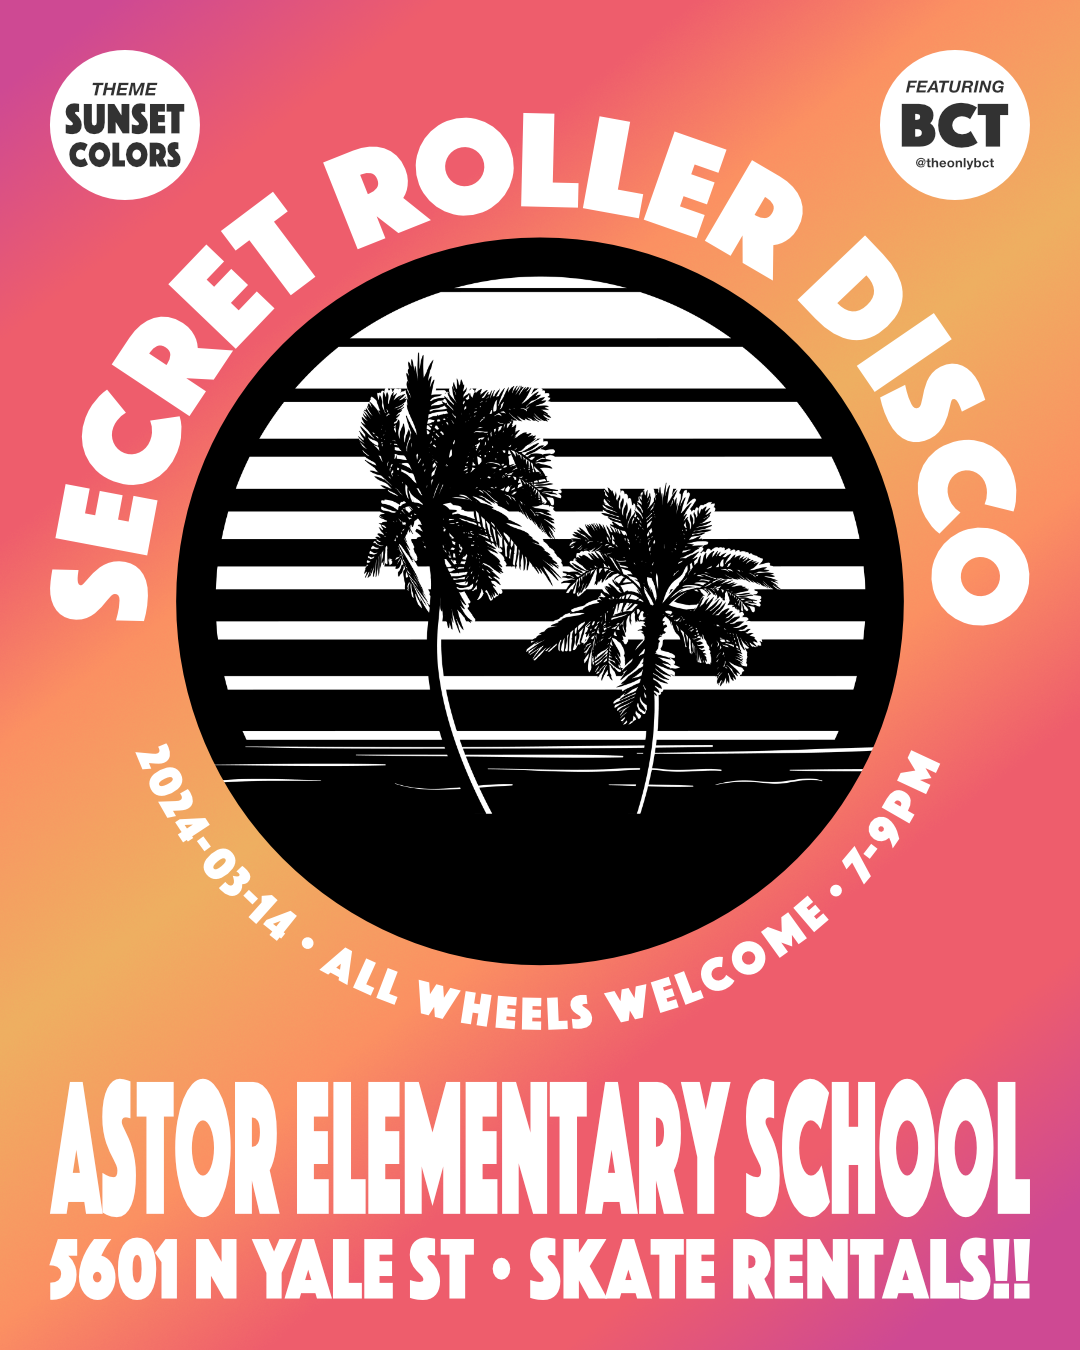 THEME
SUNSET
COLORS
FEATURING
BCT
@theonlybct
SECRET ROLLER DISCO
2024-03-14 • ALL WHEELS WELCOME • 7-9PM
ASTOR ELEMENTARY SCHOOL
5601 N YALE ST • SKATE RENTALS!!